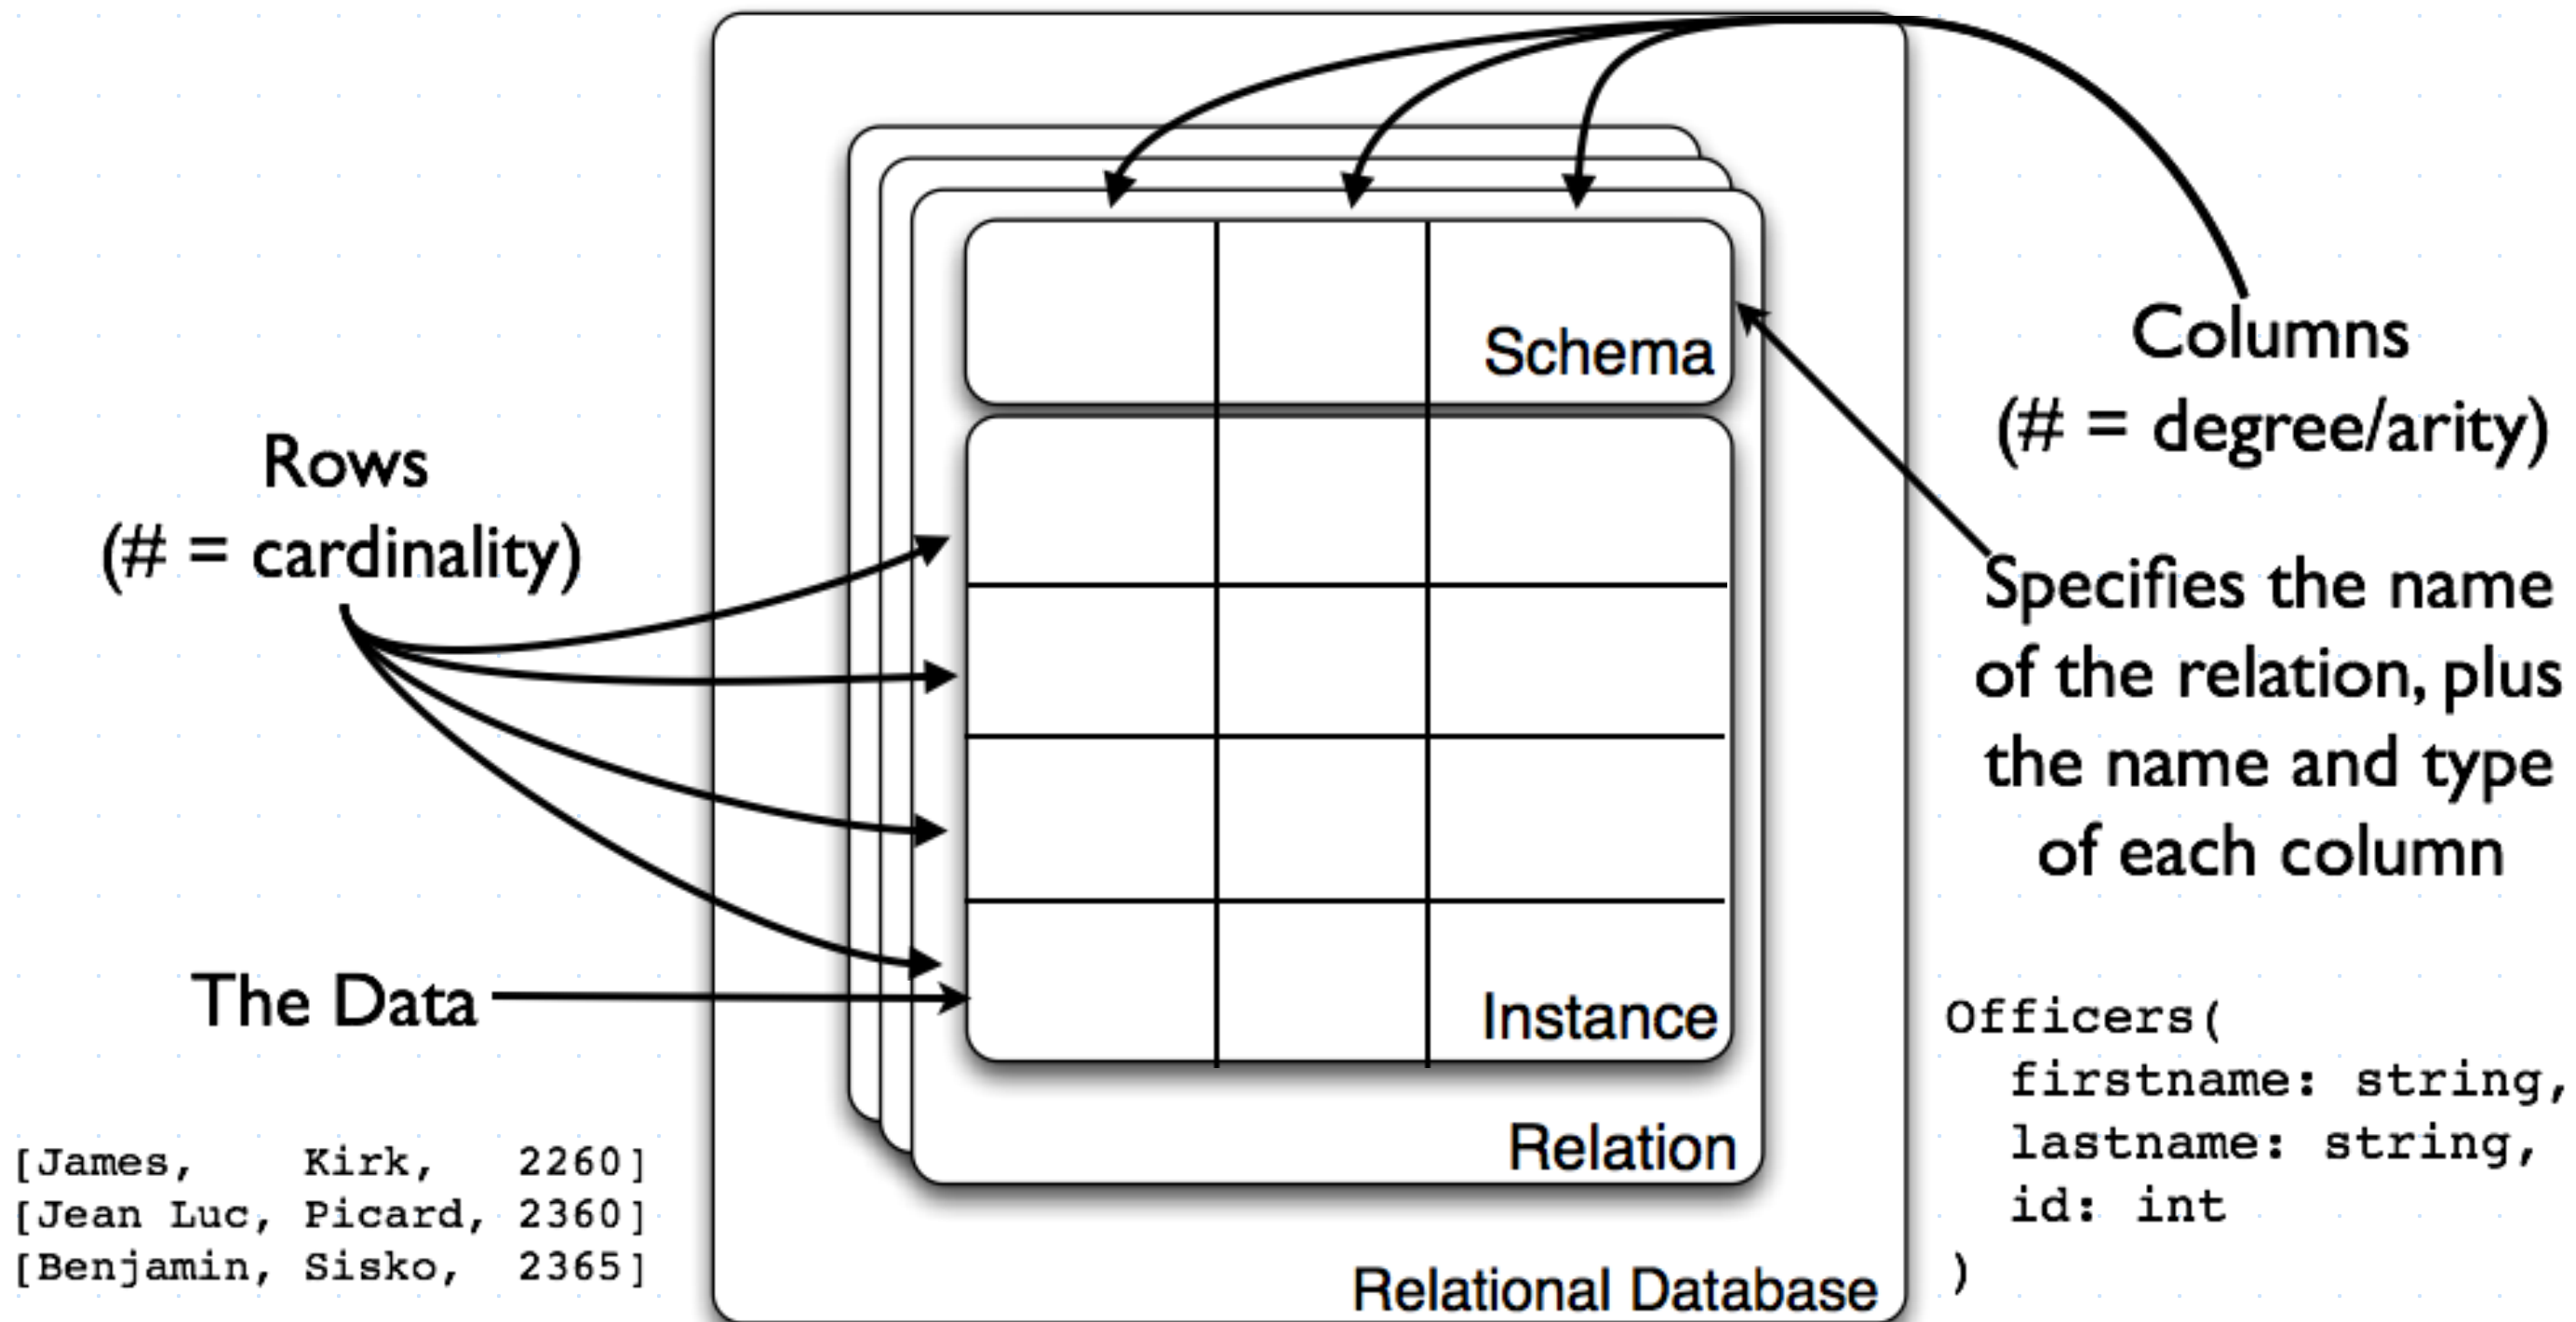 Rows
(# = cardinality)
The Data
[James,    Kirk,   2260]
[Jean Luc, Picard, 2360]
[Benjamin, Sisko,  2365]
Schema
Instance
Relation
Relational Database
Columns
(# = degree/arity)
Specifies the name
of the relation, plus
the name and type
of each column
Officers(
  firstname: string,
  lastname: string,
  id: int
)